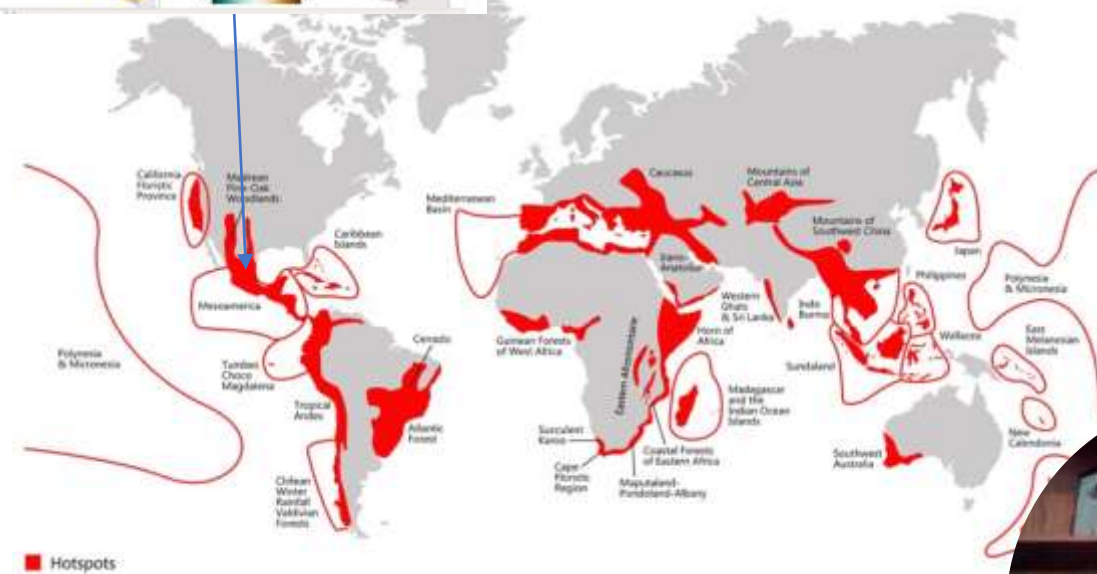 California
Floristic
Province
Madrean
Pine-Oak
Woodlands
Caribbean
Islands
Mesoamerica
Polynesia
& Micronesia
Tumbes
Choco
Magdalena
Tropical
Andes
Cerrado
Atlantic
Forest
Chilean
Winter
Rainfall
Valdivian
Forests
Mediterranean
Basin
Caucasus
Mountains of
Central Asia
Mountains of
Southwest China
Irano-
Anatolian
Guinean Forests
of West Africa
Eastern Afromontane
Horn of
Africa
Western
Ghats
& Sri Lanka
Indo
Burma
Succulent
Karoo
Cape
Floristic
Region
Maputaland-
Pondoland-Albany
Coastal Forests
of Eastern Africa
Madagascar
and the
Indian Ocean
Islands
Sundaland
Wallacea
Philippines
Japan
Polynesia
& Micronesia
East
Melanesian
Islands
New
Caledonia
Southwest
Australia
Hotspots